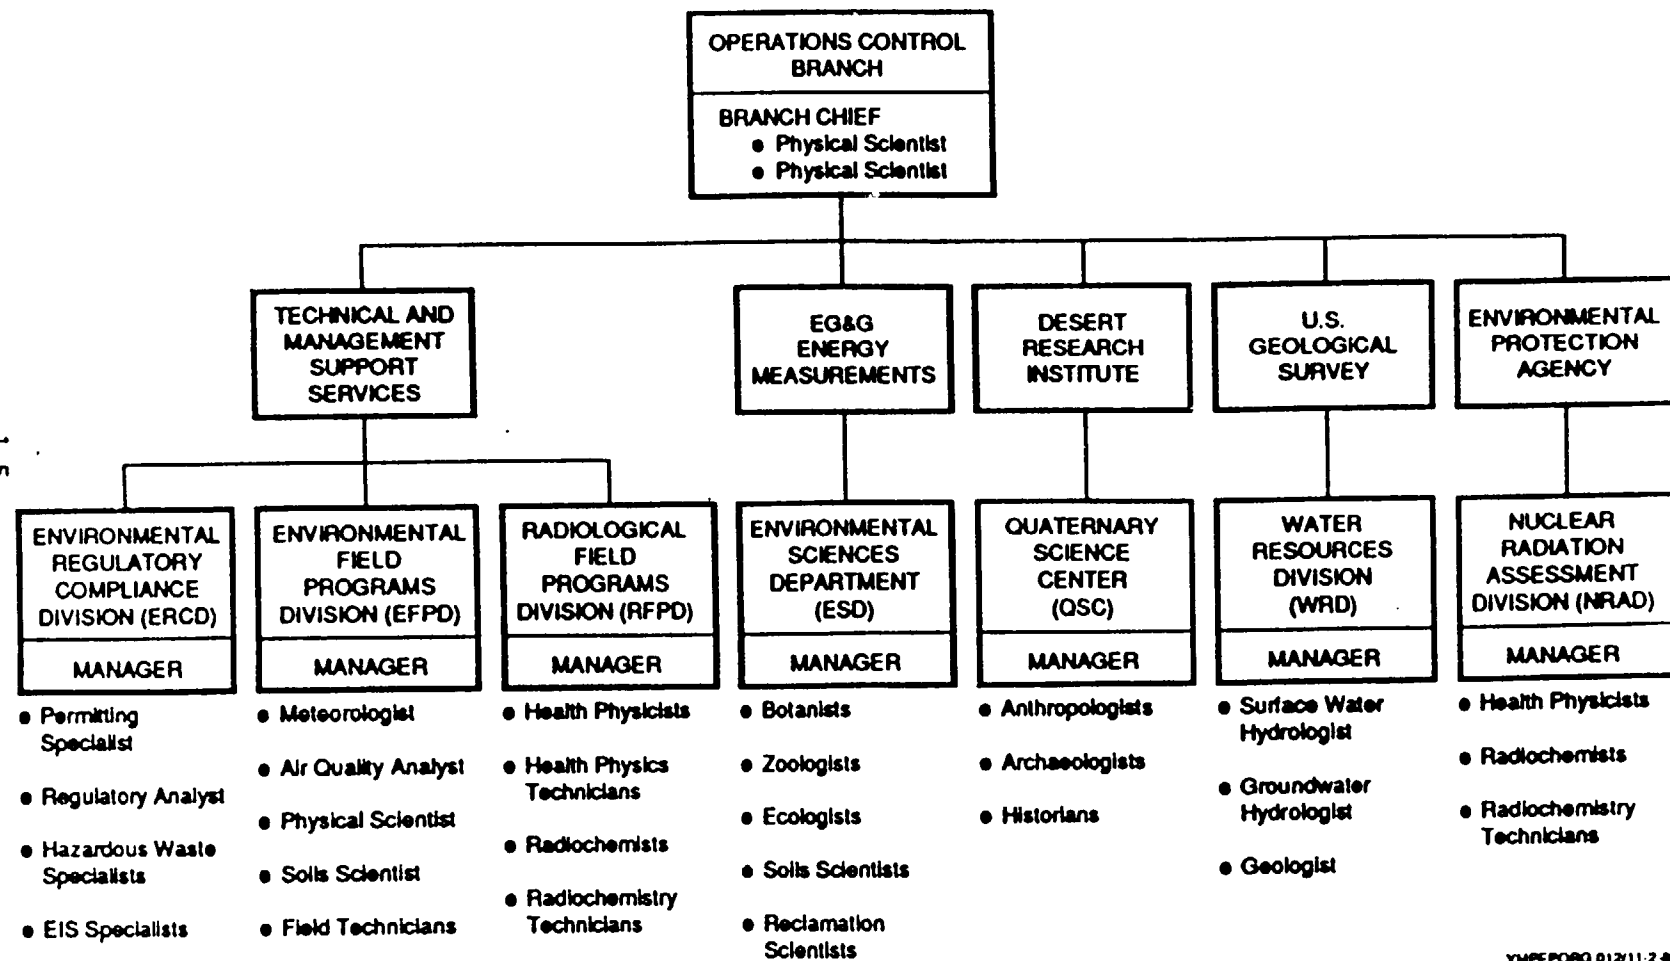 OPERATIONS CONTROL
BRANCH
BRANCH CHIEF
● Physical Scientist
● Physical Scientist
TECHNICAL AND
MANAGEMENT
SUPPORT
SERVICES
EG&G
ENERGY
MEASUREMENTS
DESERT
RESEARCH
INSTITUTE
U.S.
GEOLOGICAL
SURVEY
ENVIRONMENTAL
PROTECTION
AGENCY
ENVIRONMENTAL
REGULATORY
COMPLIANCE
DIVISION (ERCD)
MANAGER
● Permitting
Specialist
● Regulatory Analyst
● Hazardous Waste
Specialists
● EIS Specialists
ENVIRONMENTAL
FIELD
PROGRAMS
DIVISION (EFPD)
MANAGER
● Meteorologist
● Air Quality Analyst
● Physical Scientist
● Soils Scientist
● Field Technicians
RADIOLOGICAL
FIELD
PROGRAMS
DIVISION (RFPD)
MANAGER
● Health Physicists
● Health Physics
Technicians
● Radiochemists
● Radiochemistry
Technicians
ENVIRONMENTAL
SCIENCES
DEPARTMENT
(ESD)
MANAGER
● Botanists
● Zoologists
● Ecologists
● Soils Scientists
● Reclamation
Scientists
QUATERNARY
SCIENCE
CENTER
(QSC)
MANAGER
● Anthropologists
● Archaeologists
● Historians
WATER
RESOURCES
DIVISION
(WRD)
MANAGER
● Surface Water
Hydrologist
● Groundwater
Hydrologist
● Geologist
NUCLEAR
RADIATION
ASSESSMENT
DIVISION (NRAD)
MANAGER
● Health Physicists
● Radiochemists
● Radiochemistry
Technicians